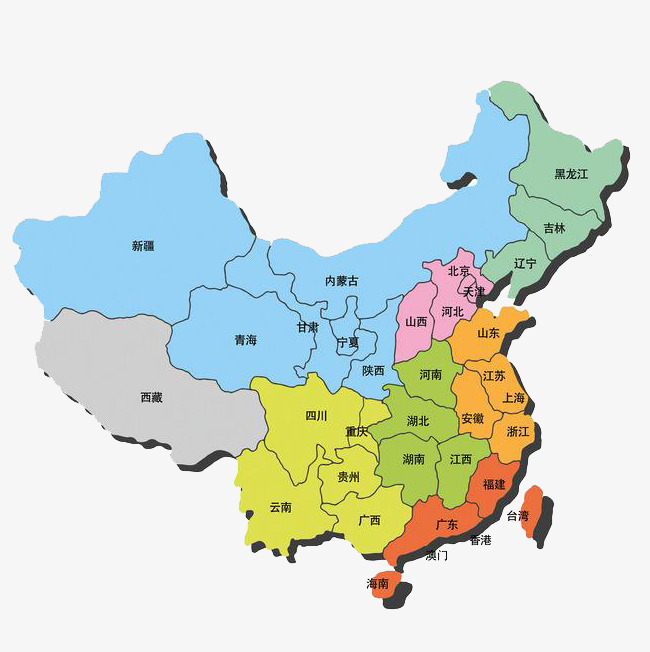 黑龙江
吉林
新疆
辽宁
北京
内蒙古
天津
河北
山西
甘肃
山东
青海
宁夏
陕西
河南
江苏
西藏
上海
四川
安徽
湖北
重庆
浙江
湖南
江西
贵州
福建
云南
台湾
广西
广东
香港
澳门
海南